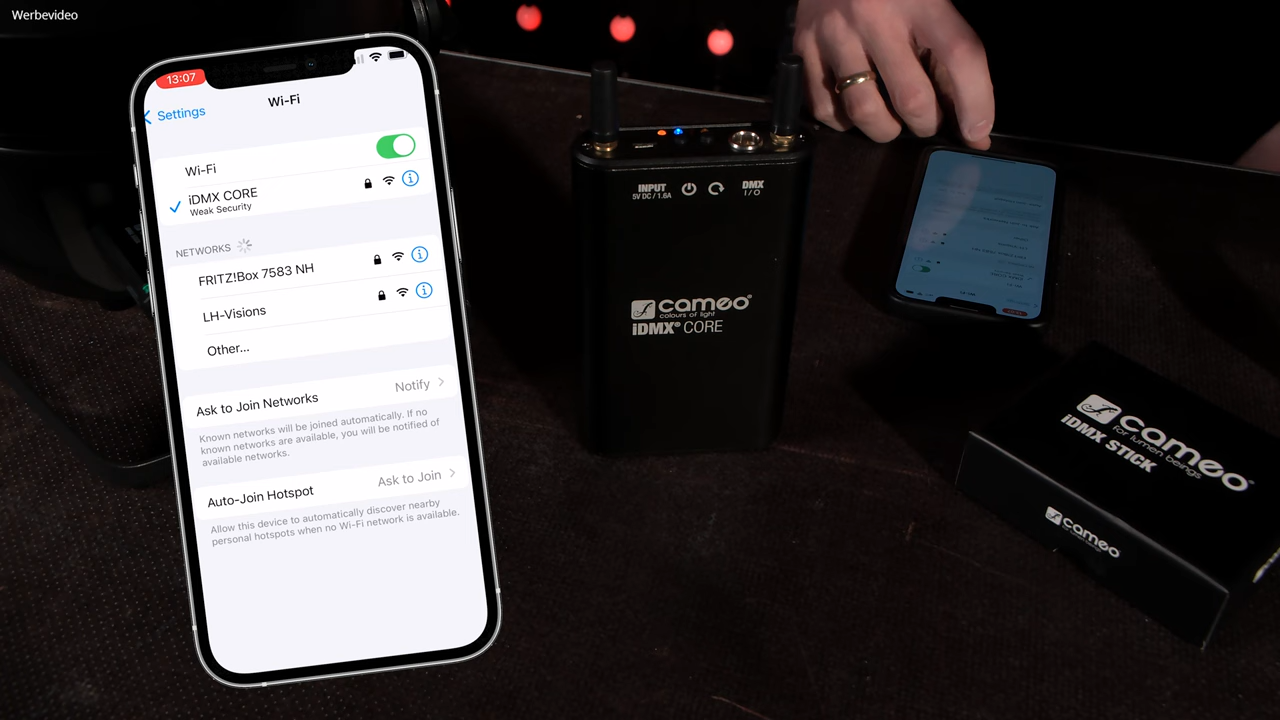 Werbevideo
13:07
Settings
Wi-Fi
Wi-Fi
iDMX CORE
Weak Security
NETWORKS
FRITZ!Box 7583 NH
LH-Visions
Other...
Ask to Join Networks
Notify
Known networks will be joined automatically. If no
known networks are available, you will be notified of
available networks.
Auto-Join Hotspot
Ask to Join
Allow this device to automatically discover nearby
personal hotspots when no Wi-Fi network is available.
INPUT
5V DC / 1.6A
DMX
I/O
cameo®
colours of light
iDMX® CORE
cameo®
for lumen beings
iDMX STICK
cameo